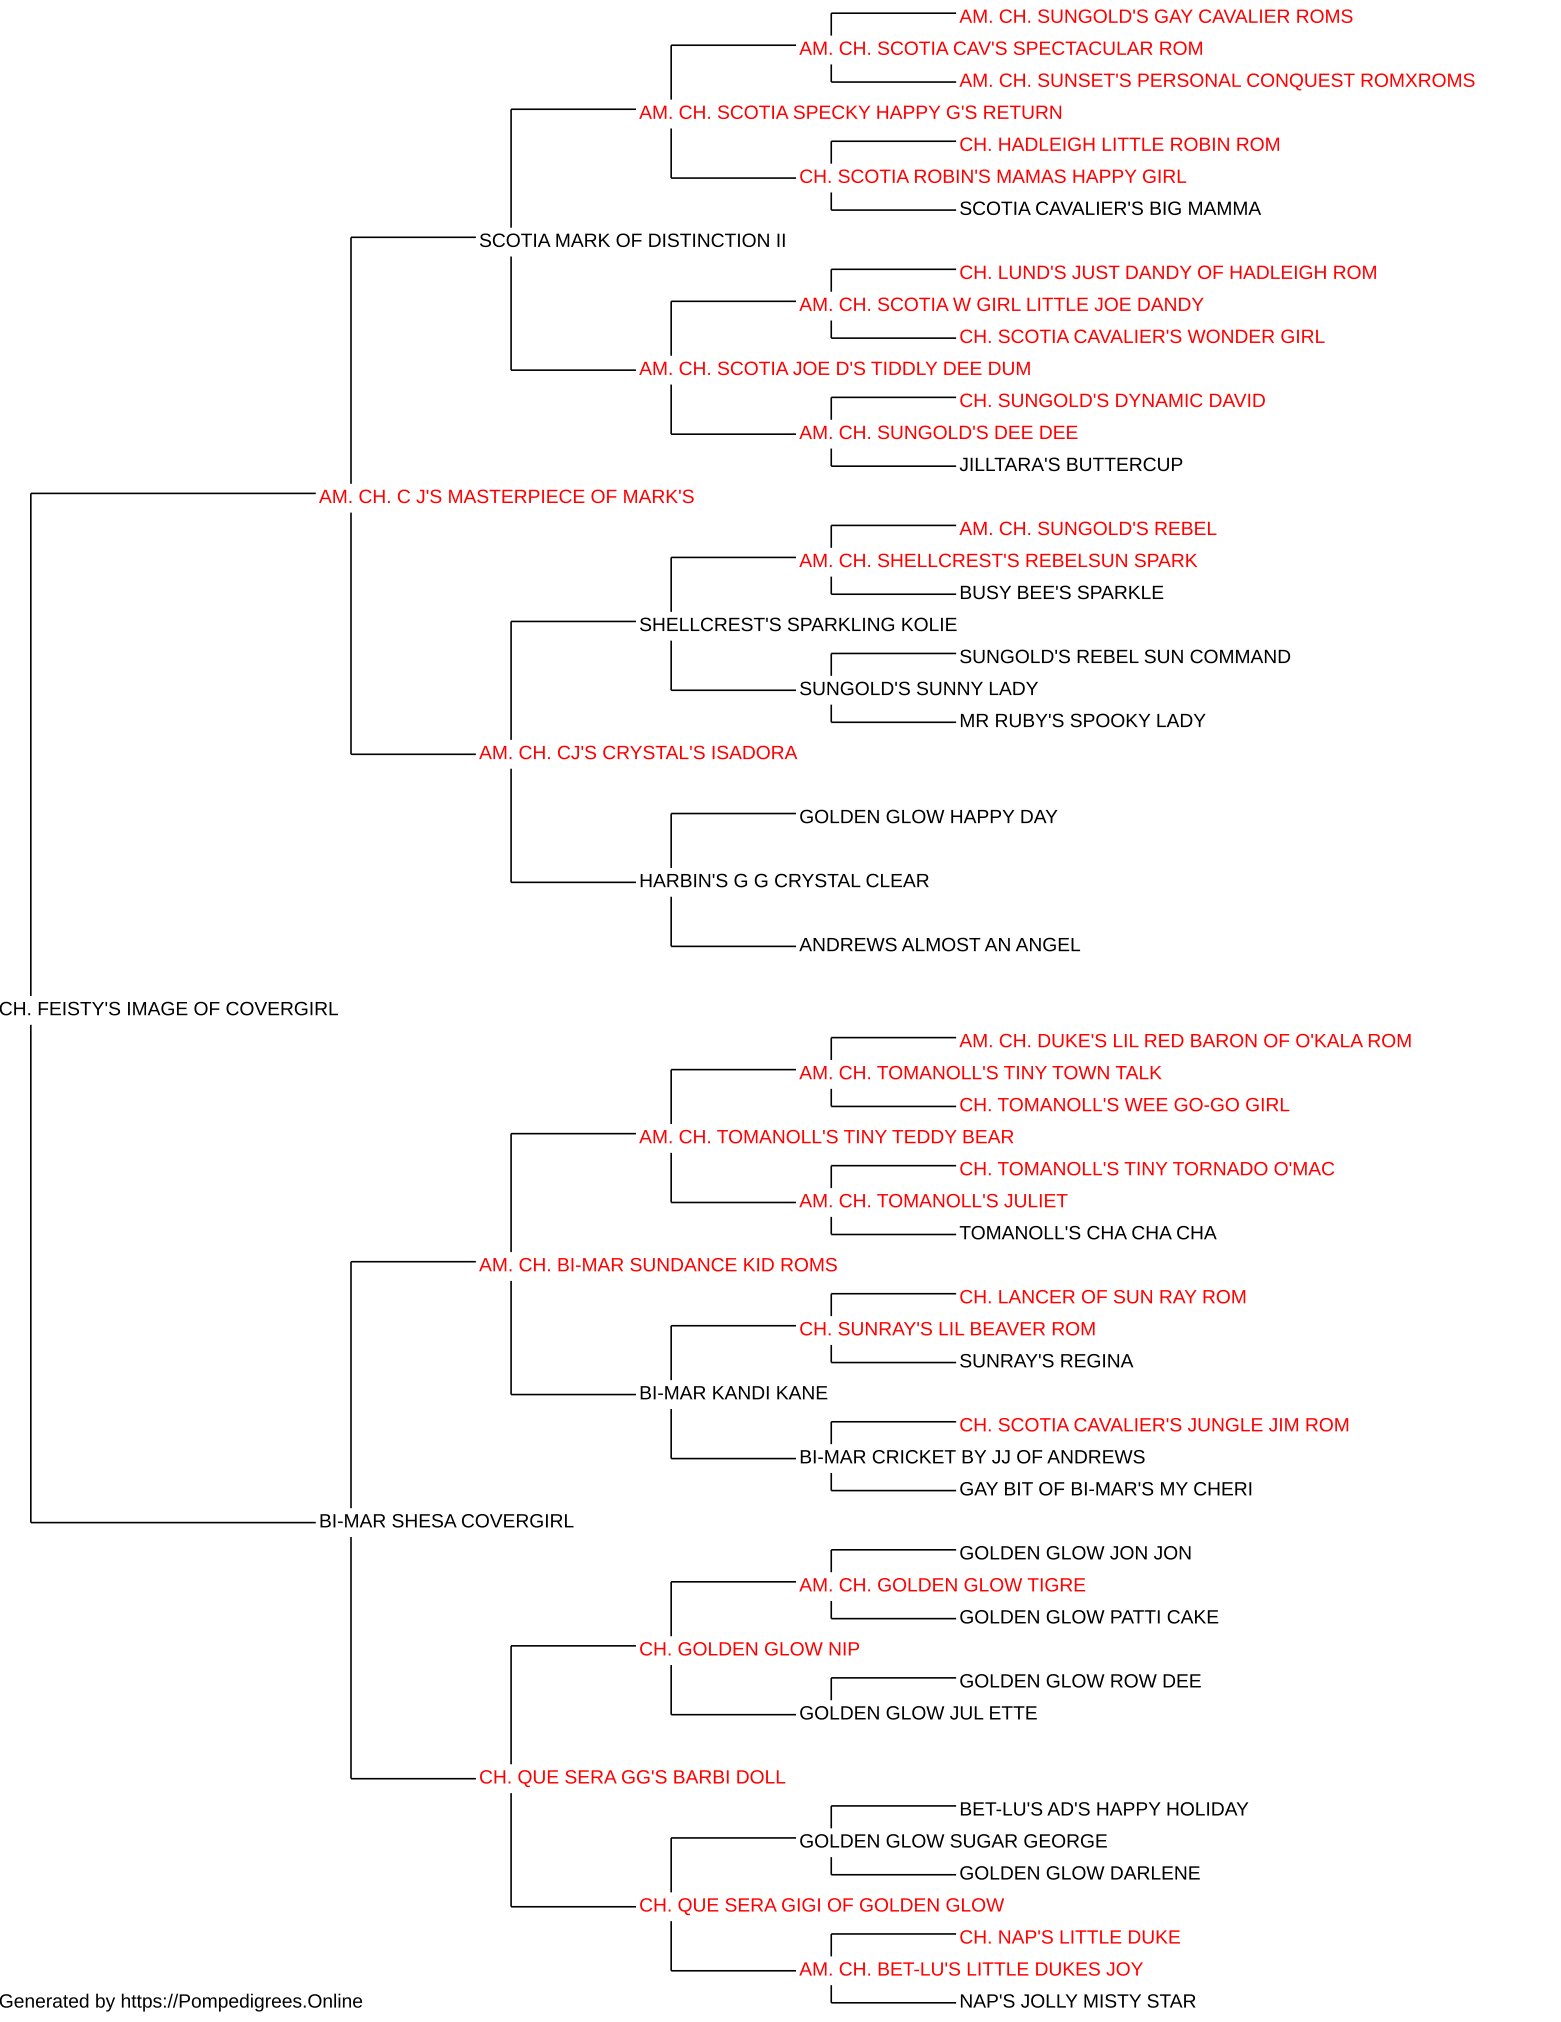 AM. CH. SUNGOLD'S GAY CAVALIER ROMS
AM. CH. SCOTIA CAV'S SPECTACULAR ROM
AM. CH. SUNSET'S PERSONAL CONQUEST ROMXROMS
AM. CH. SCOTIA SPECKY HAPPY G'S RETURN
CH. HADLEIGH LITTLE ROBIN ROM
CH. SCOTIA ROBIN'S MAMAS HAPPY GIRL
SCOTIA CAVALIER'S BIG MAMMA
SCOTIA MARK OF DISTINCTION II
CH. LUND'S JUST DANDY OF HADLEIGH ROM
AM. CH. SCOTIA W GIRL LITTLE JOE DANDY
CH. SCOTIA CAVALIER'S WONDER GIRL
AM. CH. SCOTIA JOE D'S TIDDLY DEE DUM
CH. SUNGOLD'S DYNAMIC DAVID
AM. CH. SUNGOLD'S DEE DEE
JILLTARA'S BUTTERCUP
AM. CH. C J'S MASTERPIECE OF MARK'S
AM. CH. SUNGOLD'S REBEL
AM. CH. SHELLCREST'S REBELSUN SPARK
BUSY BEE'S SPARKLE
SHELLCREST'S SPARKLING KOLIE
SUNGOLD'S REBEL SUN COMMAND
SUNGOLD'S SUNNY LADY
MR RUBY'S SPOOKY LADY
AM. CH. CJ'S CRYSTAL'S ISADORA
GOLDEN GLOW HAPPY DAY
HARBIN'S G G CRYSTAL CLEAR
ANDREWS ALMOST AN ANGEL
CH. FEISTY'S IMAGE OF COVERGIRL
AM. CH. DUKE'S LIL RED BARON OF O'KALA ROM
AM. CH. TOMANOLL'S TINY TOWN TALK
CH. TOMANOLL'S WEE GO-GO GIRL
AM. CH. TOMANOLL'S TINY TEDDY BEAR
CH. TOMANOLL'S TINY TORNADO O'MAC
AM. CH. TOMANOLL'S JULIET
TOMANOLL'S CHA CHA CHA
AM. CH. BI-MAR SUNDANCE KID ROMS
CH. LANCER OF SUN RAY ROM
CH. SUNRAY'S LIL BEAVER ROM
SUNRAY'S REGINA
BI-MAR KANDI KANE
CH. SCOTIA CAVALIER'S JUNGLE JIM ROM
BI-MAR CRICKET BY JJ OF ANDREWS
GAY BIT OF BI-MAR'S MY CHERI
BI-MAR SHESA COVERGIRL
GOLDEN GLOW JON JON
AM. CH. GOLDEN GLOW TIGRE
GOLDEN GLOW PATTI CAKE
CH. GOLDEN GLOW NIP
GOLDEN GLOW ROW DEE
GOLDEN GLOW JUL ETTE
CH. QUE SERA GG'S BARBI DOLL
BET-LU'S AD'S HAPPY HOLIDAY
GOLDEN GLOW SUGAR GEORGE
GOLDEN GLOW DARLENE
CH. QUE SERA GIGI OF GOLDEN GLOW
CH. NAP'S LITTLE DUKE
AM. CH. BET-LU'S LITTLE DUKES JOY
NAP'S JOLLY MISTY STAR
Generated by https://Pompedigrees.Online